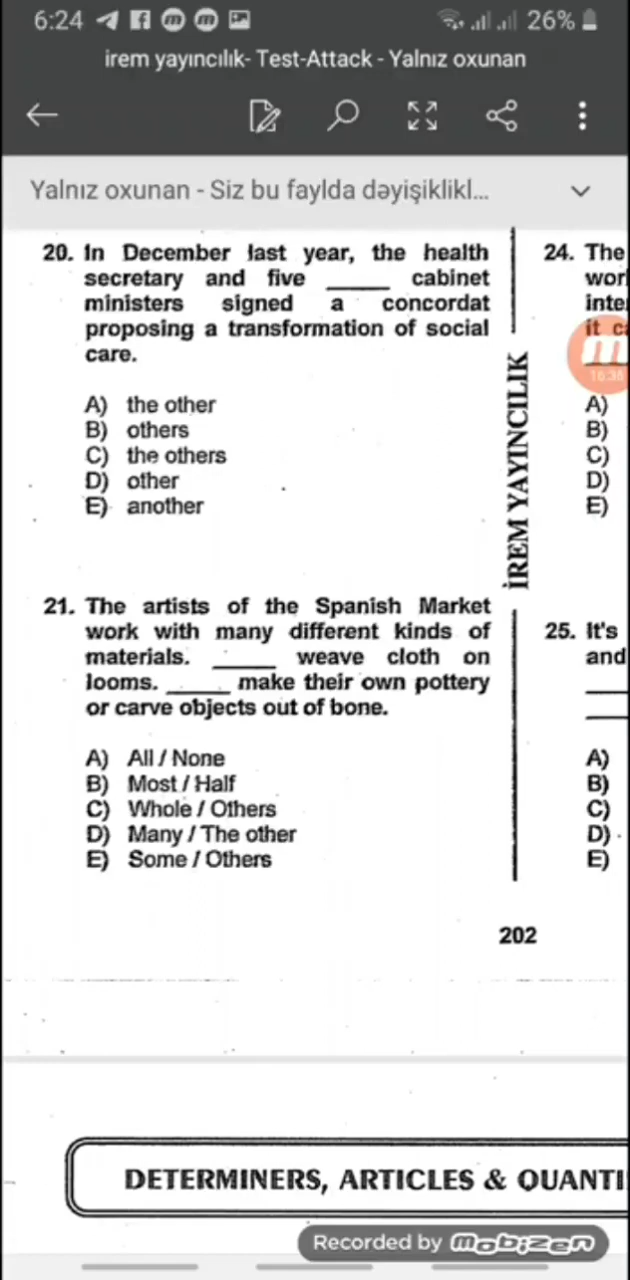 6:24
26%
irem yayıncılık- Test-Attack - Yalnız oxunan
Yalnız oxunan - Siz bu faylda dəyişiklikl...
20. In December last year, the health
secretary and five _____ cabinet
ministers signed a concordat
proposing a transformation of social
care.
A) the other
B) others
C) the others
D) other
E) another
21. The artists of the Spanish Market
work with many different kinds of
materials. _____ weave cloth on
looms. _____ make their own pottery
or carve objects out of bone.
A) All / None
B) Most / Half
C) Whole / Others
D) Many / The other
E) Some / Others
İREM YAYINCILIK
24. The
it
16:38
A)
B)
C)
D)
E)
25. It's
and
A)
B)
C)
D)
E)
202
DETERMINERS, ARTICLES &
Recorded by mobizen